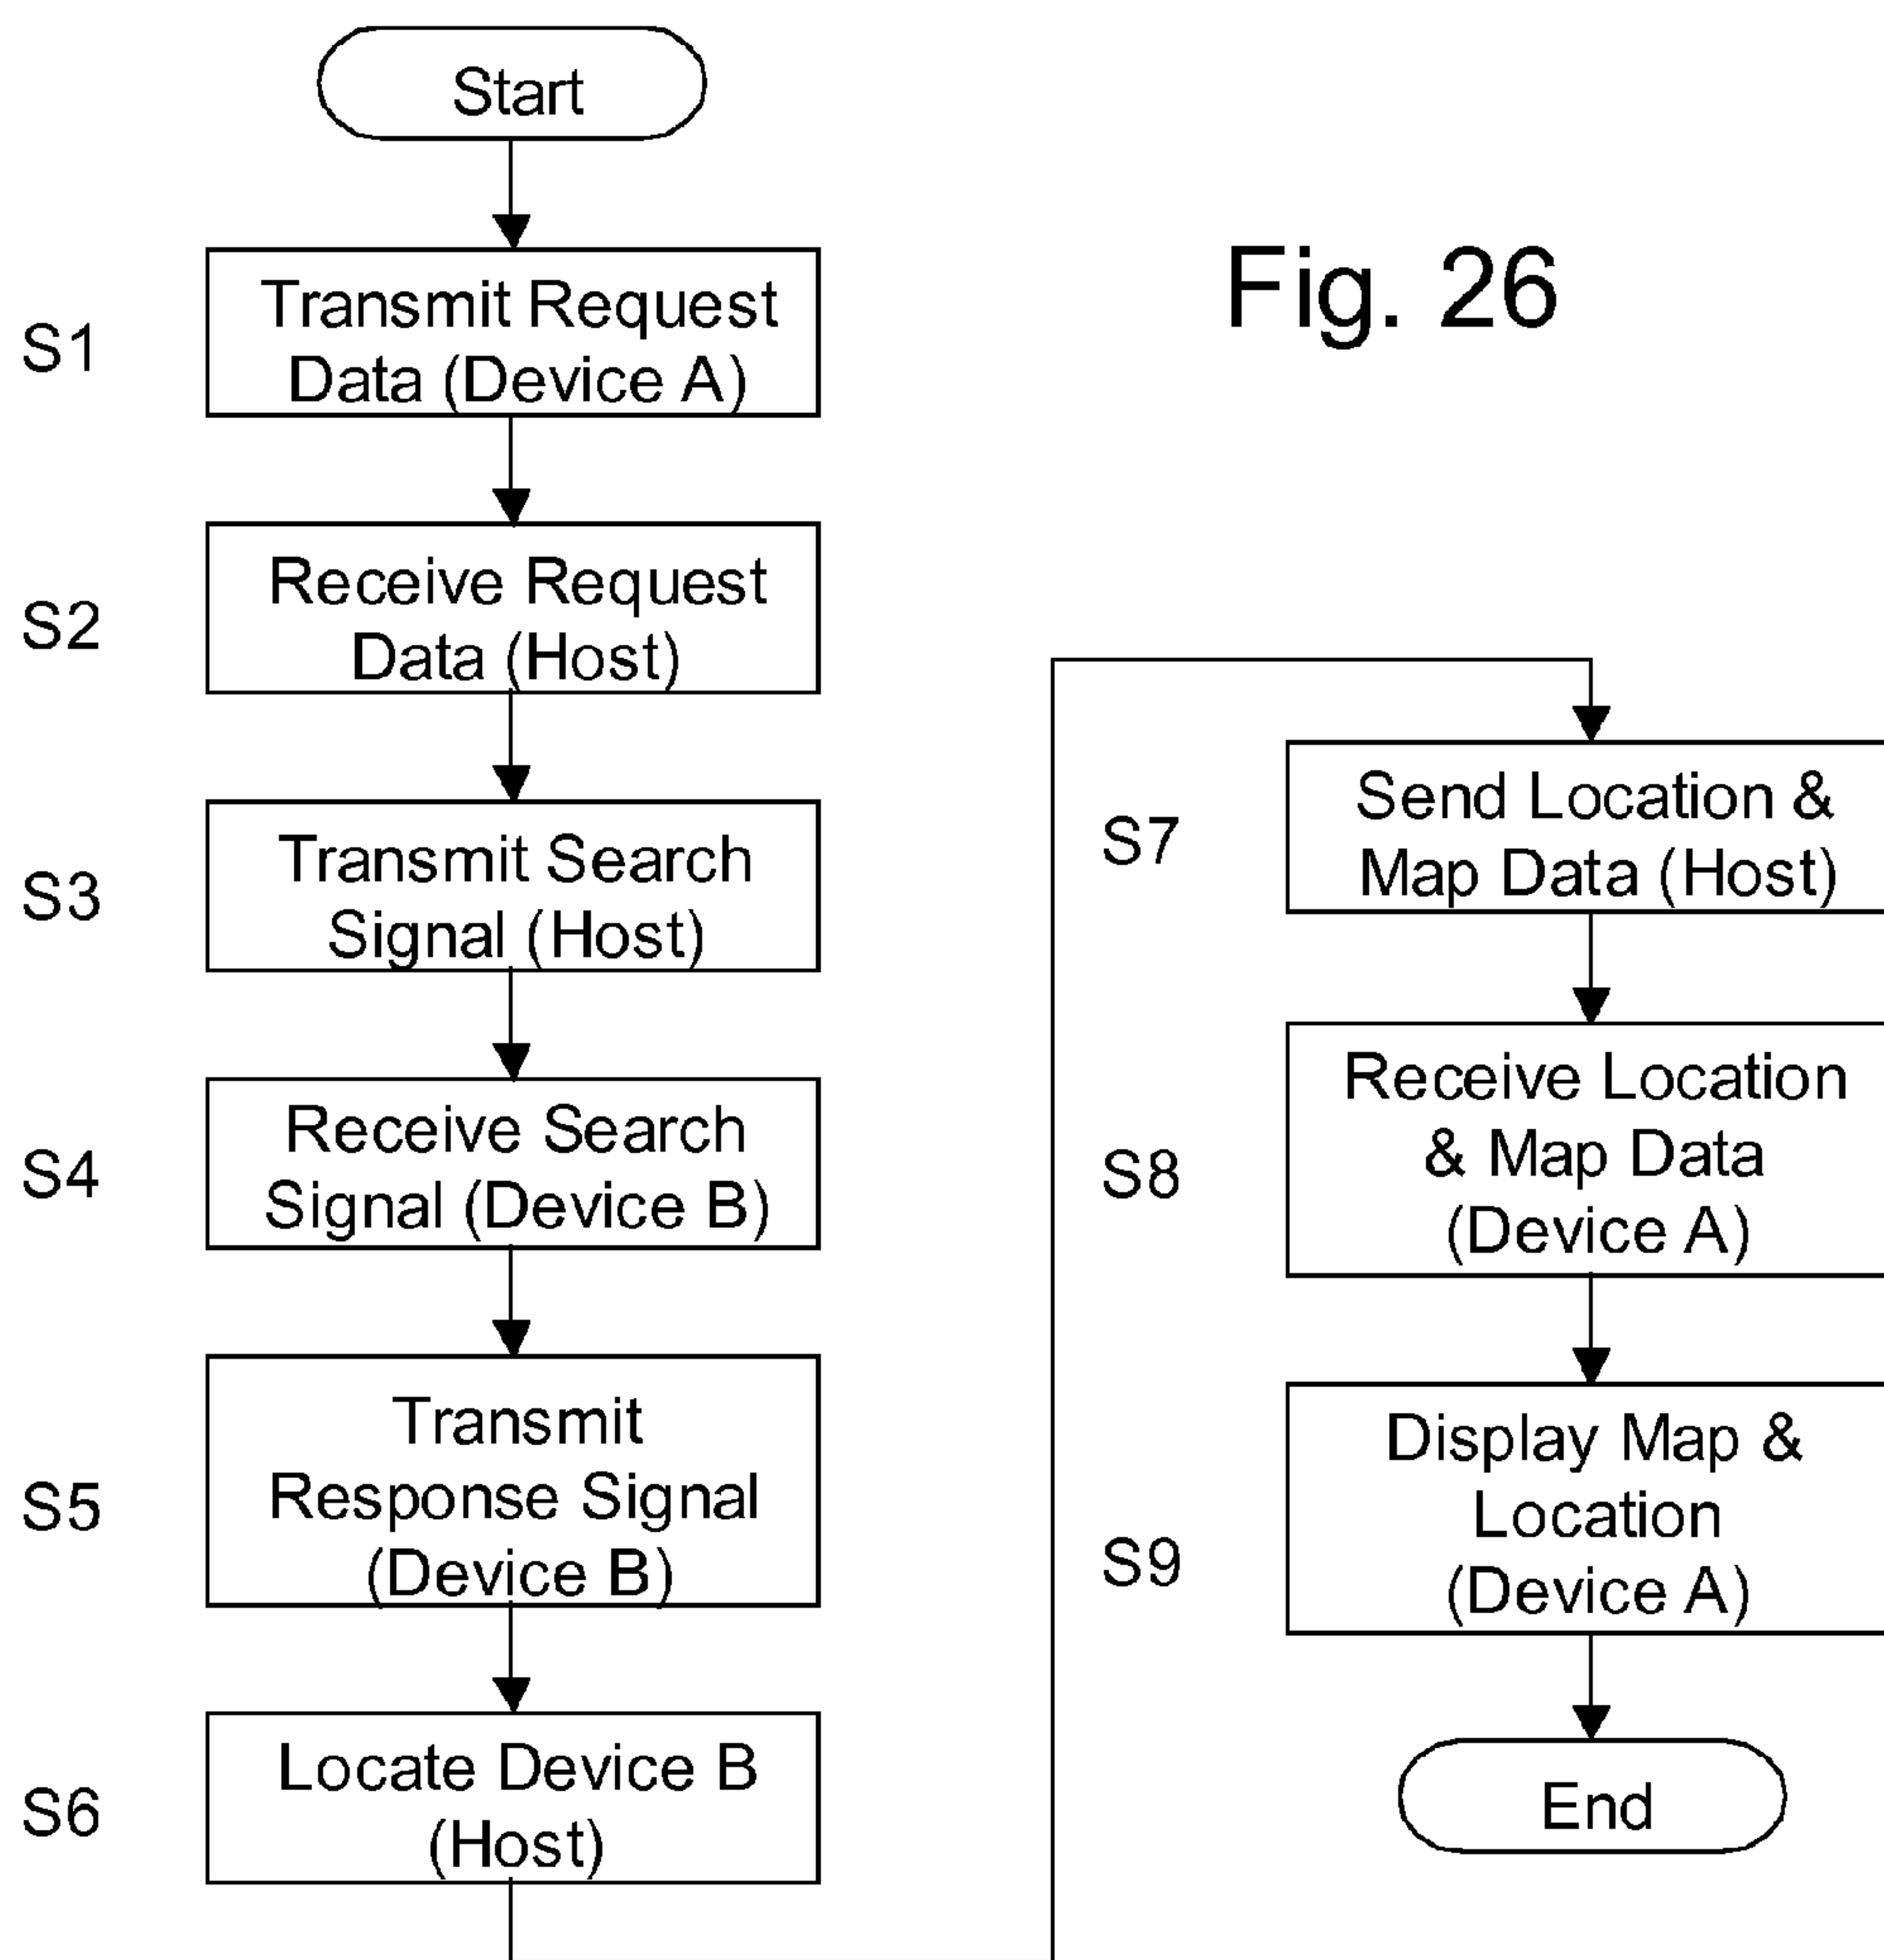 Start
Fig. 26
S1
Transmit Request
Data (Device A)
S2
Receive Request
Data (Host)
S3
Transmit Search
Signal (Host)
S4
Receive Search
Signal (Device B)
S5
Transmit
Response Signal
(Device B)
S6
Locate Device B
(Host)
S7
Send Location &
Map Data (Host)
S8
Receive Location
& Map Data
(Device A)
S9
Display Map &
Location
(Device A)
End